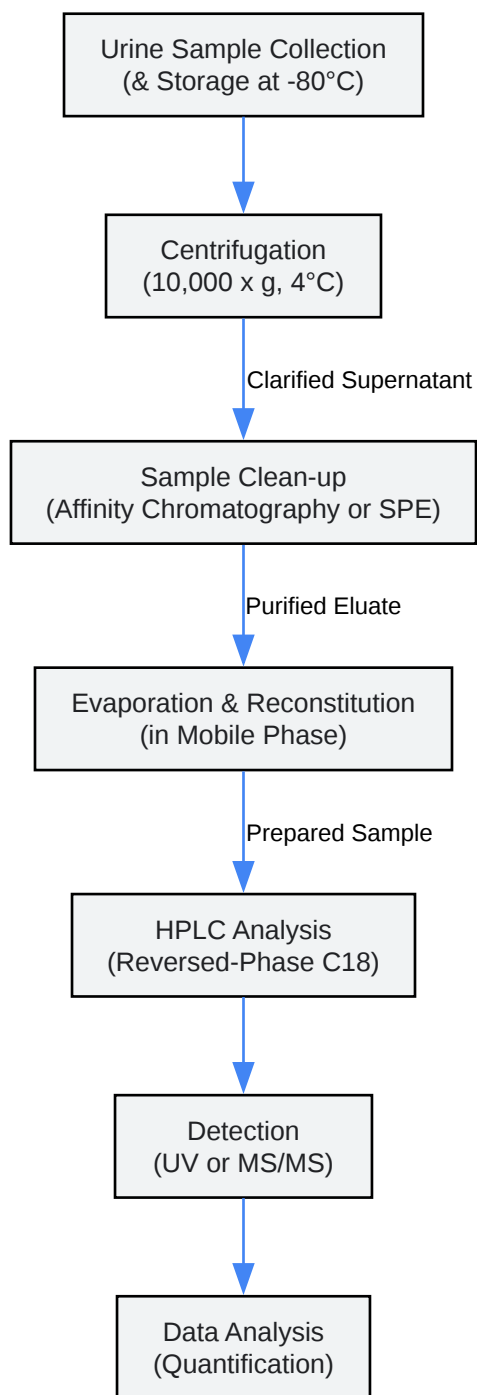 Urine Sample Collection
(& Storage at -80°C)
Centrifugation
(10,000 x g, 4°C)
Clarified Supernatant
Sample Clean-up
(Affinity Chromatography or SPE)
Purified Eluate
Evaporation & Reconstitution
(in Mobile Phase)
Prepared Sample
HPLC Analysis
(Reversed-Phase C18)
Detection
(UV or MS/MS)
Data Analysis
(Quantification)